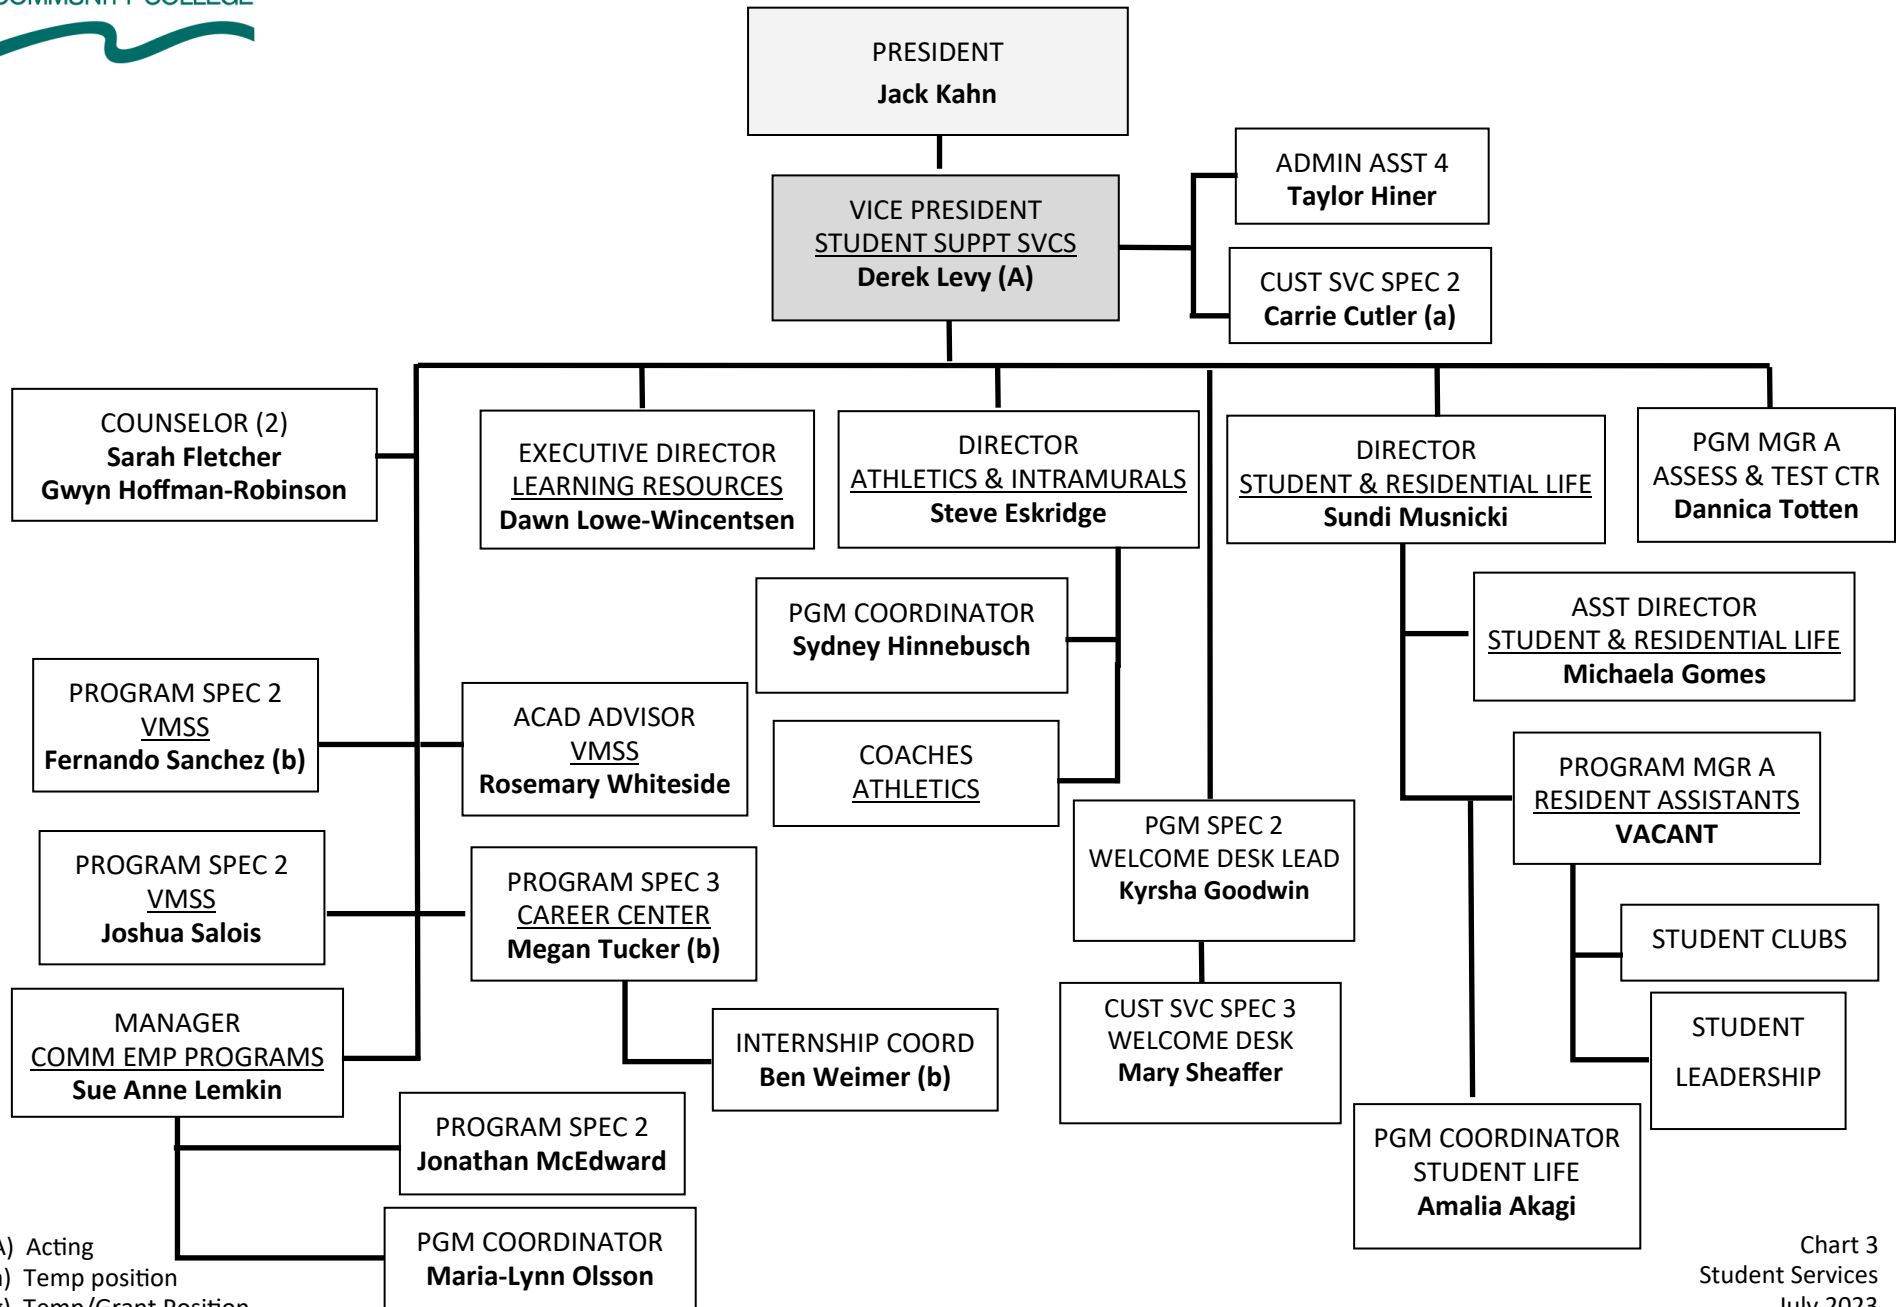 COMMUNITY COLLEGE
PRESIDENT
Jack Kahn
VICE PRESIDENT
STUDENT SUPPT SVCS
Derek Levy (A)
ADMIN ASST 4
Taylor Hiner
CUST SVC SPEC 2
Carrie Cutler (a)
COUNSELOR (2)
Sarah Fletcher
Gwyn Hoffman-Robinson
EXECUTIVE DIRECTOR
LEARNING RESOURCES
Dawn Lowe-Wincentsen
DIRECTOR
ATHLETICS & INTRAMURALS
Steve Eskridge
DIRECTOR
STUDENT & RESIDENTIAL LIFE
Sundi Musnicki
PGM MGR A
ASSESS & TEST CTR
Dannica Totten
PGM COORDINATOR
Sydney Hinnebusch
ASST DIRECTOR
STUDENT & RESIDENTIAL LIFE
Michaela Gomes
PROGRAM SPEC 2
VMSS
Fernando Sanchez (b)
ACAD ADVISOR
VMSS
Rosemary Whiteside
COACHES
ATHLETICS
PROGRAM MGR A
RESIDENT ASSISTANTS
VACANT
PGM SPEC 2
WELCOME DESK LEAD
Kyrsha Goodwin
PROGRAM SPEC 2
VMSS
Joshua Salois
PROGRAM SPEC 3
CAREER CENTER
Megan Tucker (b)
STUDENT CLUBS
MANAGER
COMM EMP PROGRAMS
Sue Anne Lemkin
INTERNSHIP COORD
Ben Weimer (b)
CUST SVC SPEC 3
WELCOME DESK
Mary Sheaffer
STUDENT
LEADERSHIP
PROGRAM SPEC 2
Jonathan McEdward
PGM COORDINATOR
STUDENT LIFE
Amalia Akagi
PGM COORDINATOR
Maria-Lynn Olsson
A) Acting
) Temp position
) Temp/Grant Position
Chart 3
Student Services
July 2023